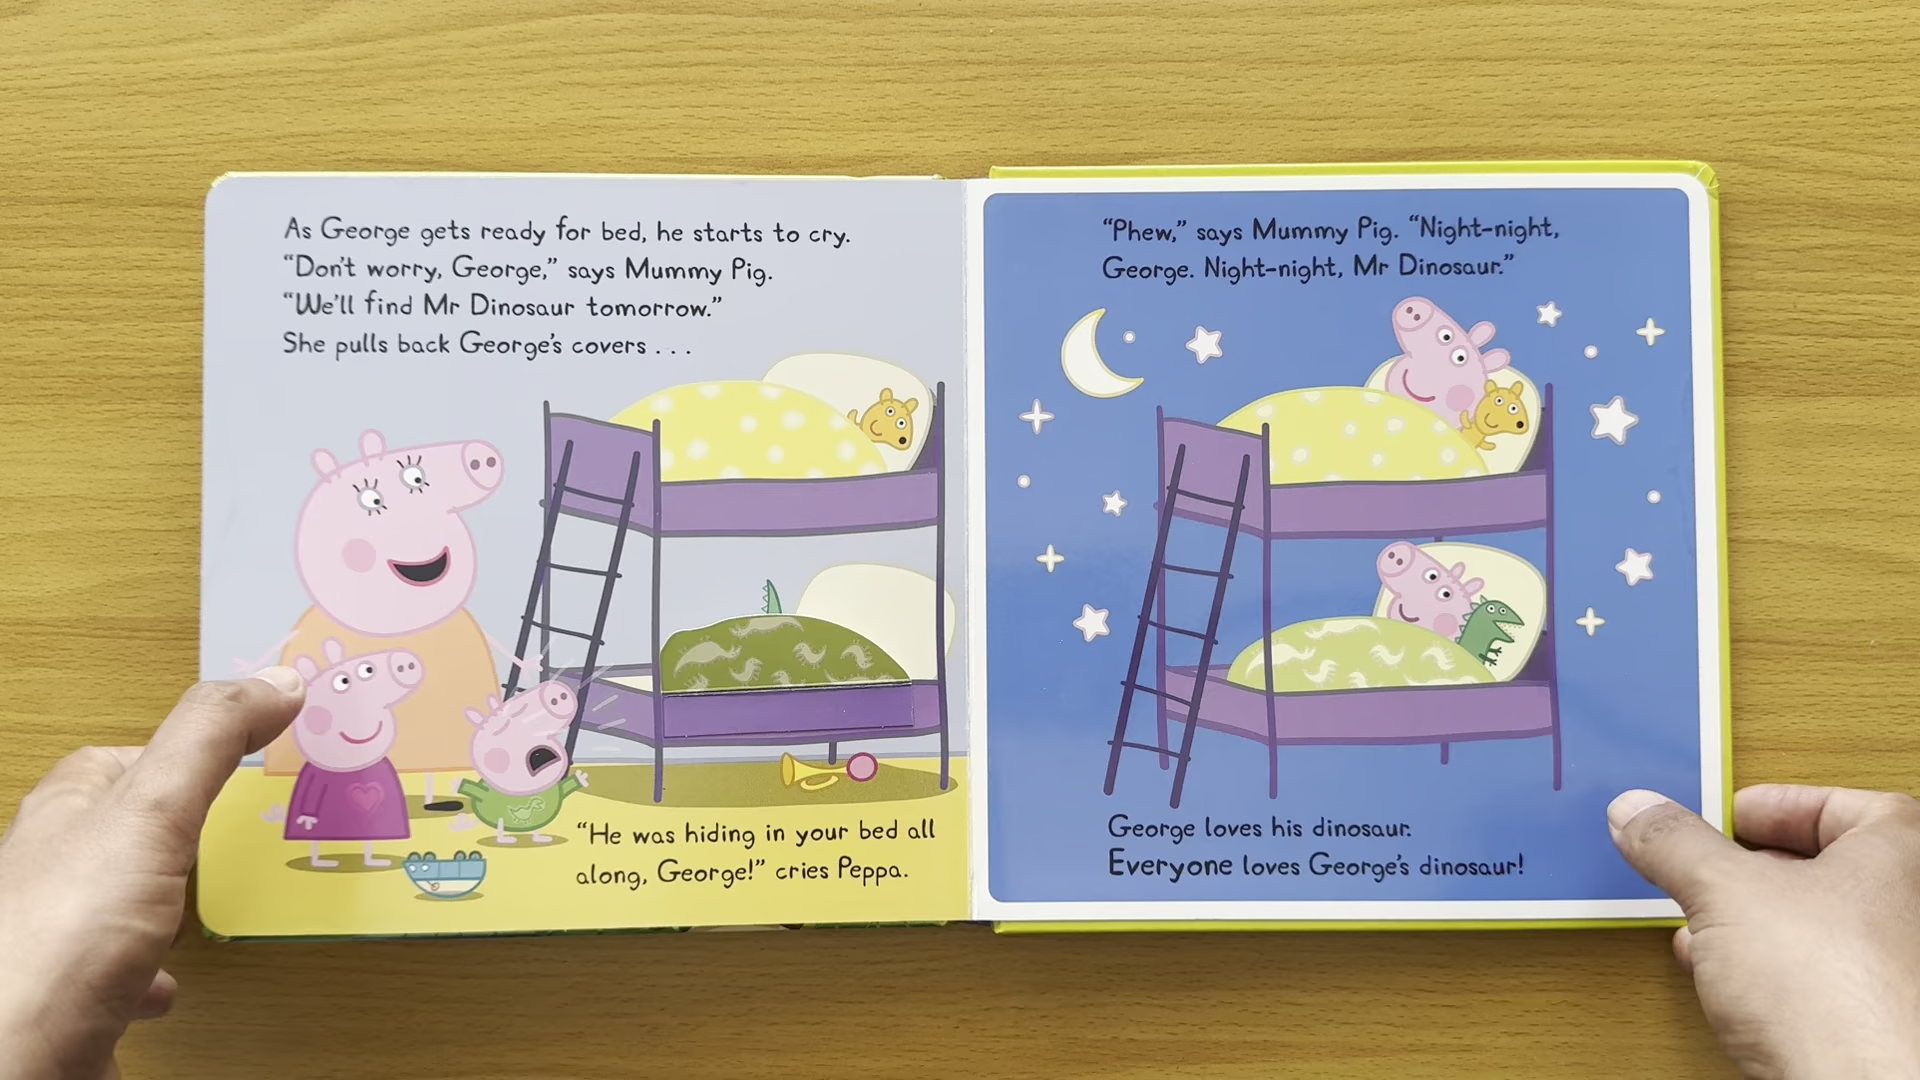 As George gets ready for bed, he starts to cry.
“Don’t worry, George,” says Mummy Pig.
“We’ll find Mr Dinosaur tomorrow.”
She pulls back George’s covers . . .
“He was hiding in your bed all
along, George!” cries Peppa.
“Phew,” says Mummy Pig. “Night-night,
George. Night-night, Mr Dinosaur.”
George loves his dinosaur.
Everyone loves George’s dinosaur!